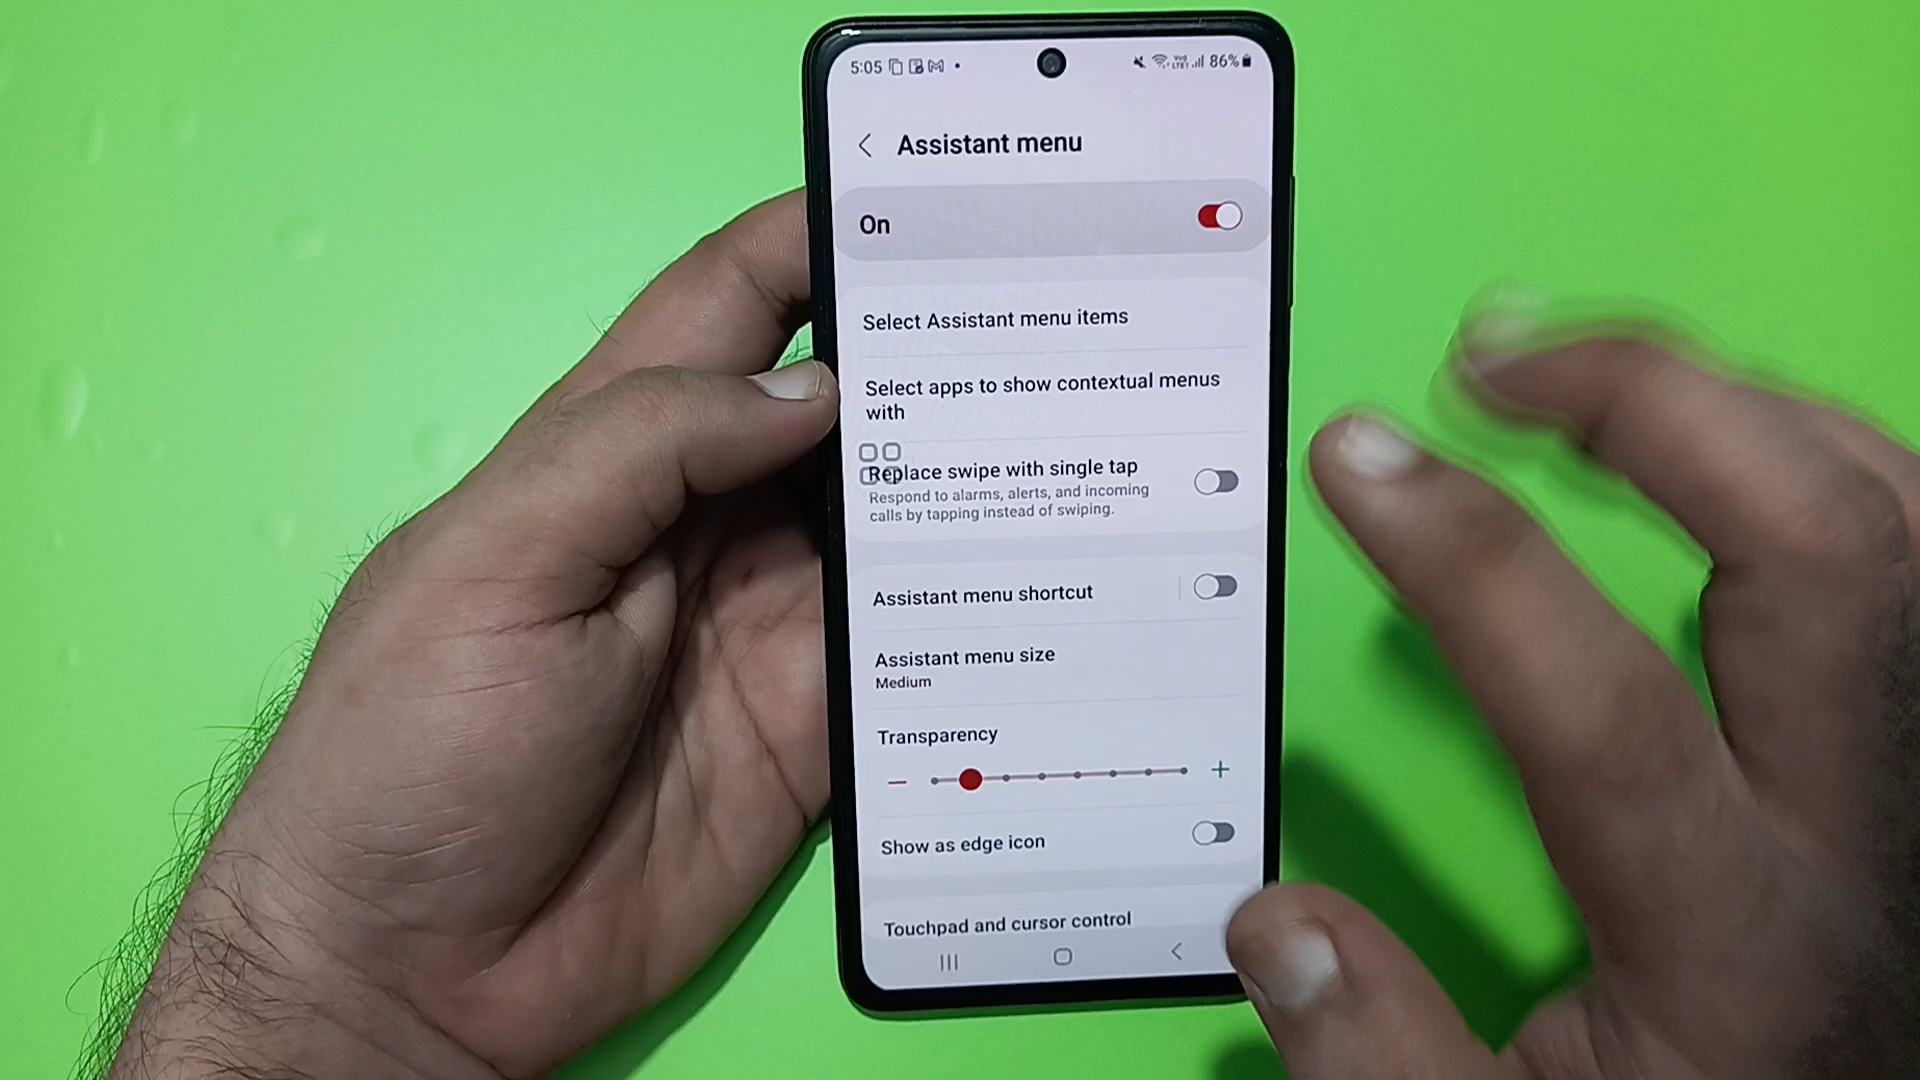 5:05
86%
Assistant menu
On
Select Assistant menu items
Select apps to show contextual menus
with
Replace swipe with single tap
Respond to alarms, alerts, and incoming
calls by tapping instead of swiping.
Assistant menu shortcut
Assistant menu size
Medium
Transparency
Show as edge icon
Touchpad and cursor control